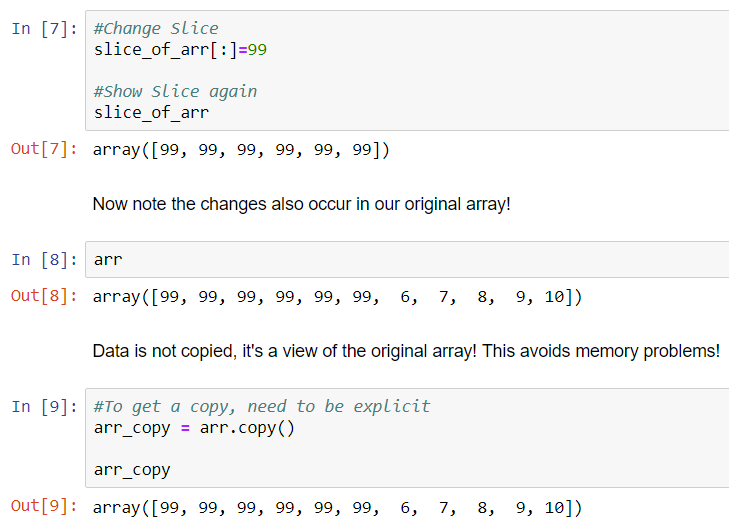 In [7]: #Change Slice
slice_of_arr[:]=99
#Show Slice again
slice_of_arr
Out[7]: array([99, 99, 99, 99, 99, 99])
Now note the changes also occur in our original array!
In [8]: arr
Out[8]: array([99, 99, 99, 99, 99, 99,  6,  7,  8,  9, 10])
Data is not copied, it's a view of the original array! This avoids memory problems!
In [9]: #To get a copy, need to be explicit
arr_copy = arr.copy()
arr_copy
Out[9]: array([99, 99, 99, 99, 99, 99,  6,  7,  8,  9, 10])